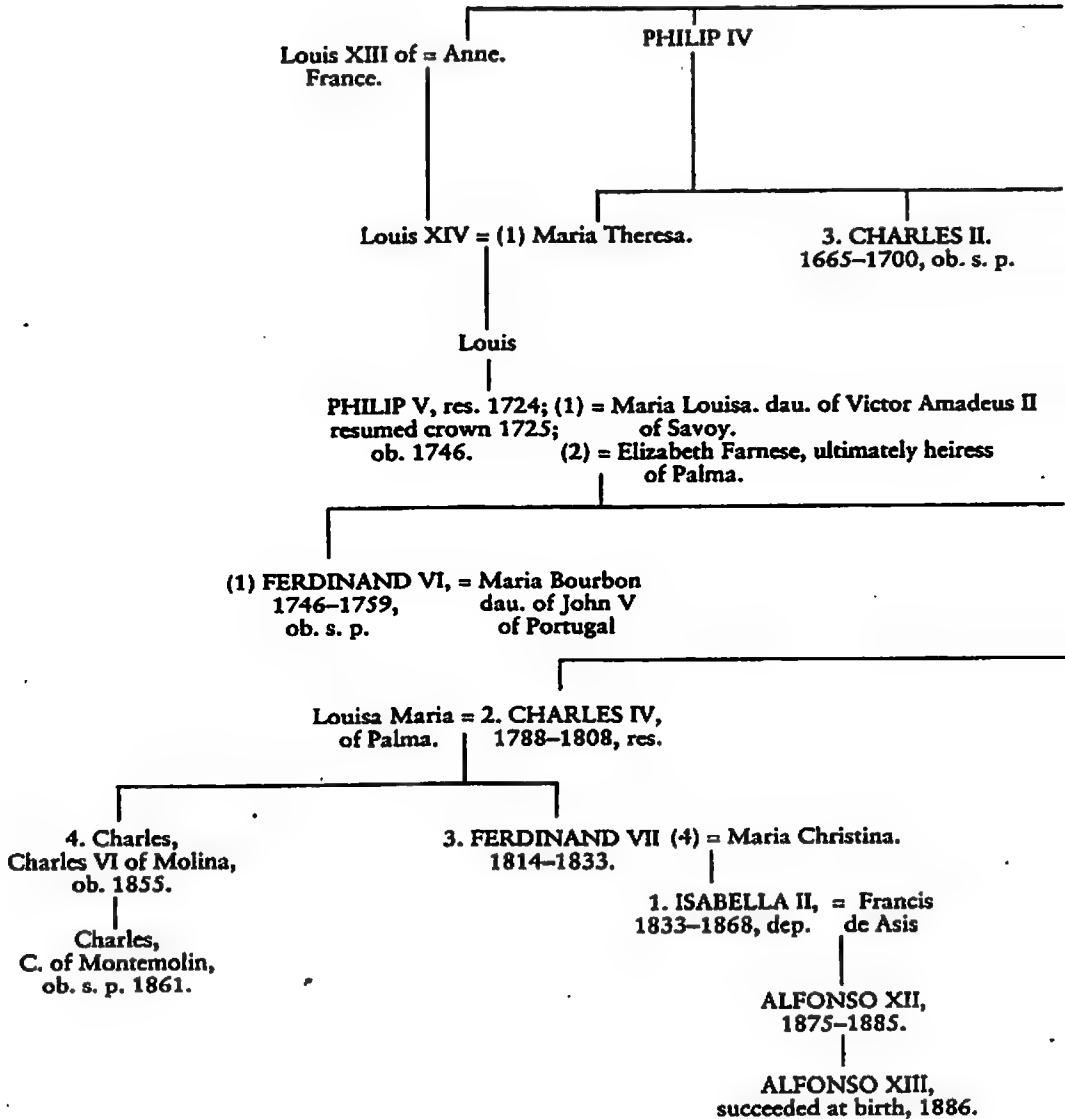 Louis XIII of = Anne.
France.
PHILIP IV
Louis XIV = (1) Maria Theresa.
3. CHARLES II.
1665–1700, ob. s. p.
Louis
PHILIP V, res. 1724; (1) = Maria Louisa. dau. of Victor Amadeus II
resumed crown 1725; of Savoy.
ob. 1746. (2) = Elizabeth Farnese, ultimately heiress
of Palma.
(1) FERDINAND VI, = Maria Bourbon
1746–1759, dau. of John V
ob. s. p. of Portugal
Louisa Maria = 2. CHARLES IV,
of Palma. 1788–1808, res.
4. Charles,
Charles VI of Molina,
ob. 1855.
Charles,
C. of Montemolin,
ob. s. p. 1861.
3. FERDINAND VII (4) = Maria Christina.
1814–1833.
1. ISABELLA II, = Francis
1833–1868, dep. de Asis
ALFONSO XII,
1875–1885.
ALFONSO XIII,
succeeded at birth, 1886.